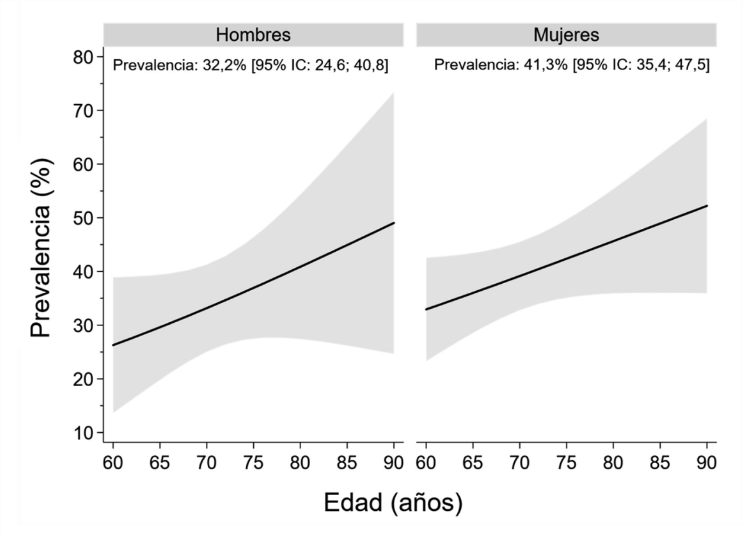 Hombres
Mujeres
Prevalencia: 32,2% [95% IC: 24,6; 40,8]
Prevalencia: 41,3% [95% IC: 35,4; 47,5]
Prevalencia (%)
80
70
60
50
40
30
20
10
60 65 70 75 80 85 90
60 65 70 75 80 85 90
Edad (años)